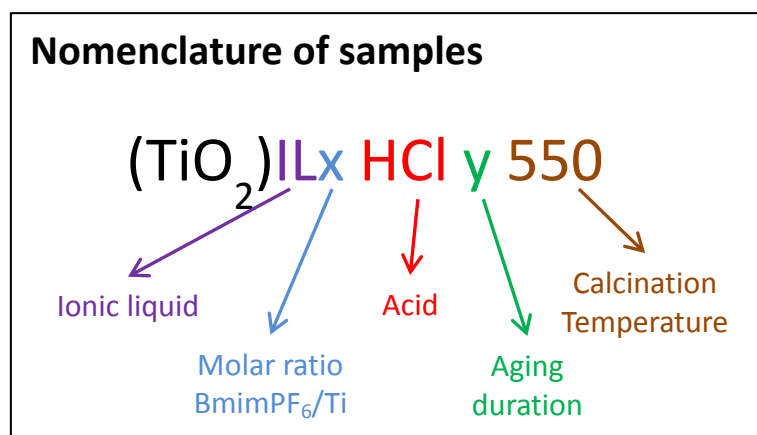 Nomenclature of samples
(TiO₂)ILx HCl y 550
Ionic liquid
Molar ratio
BmimPF₆/Ti
Acid
Aging
duration
Calcination
Temperature